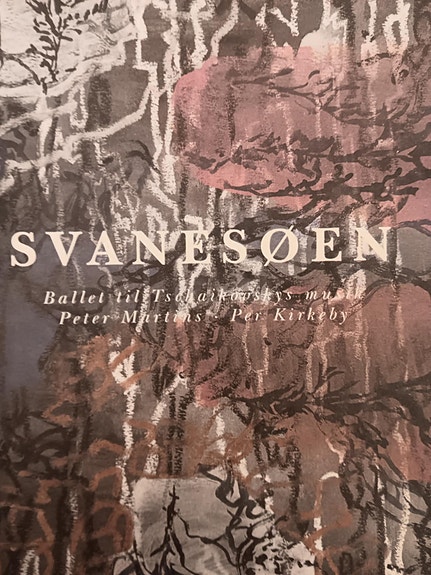 SVANESØEN
Ballet til Tschaikovskys musik
Peter Martins · Per Kirkeby